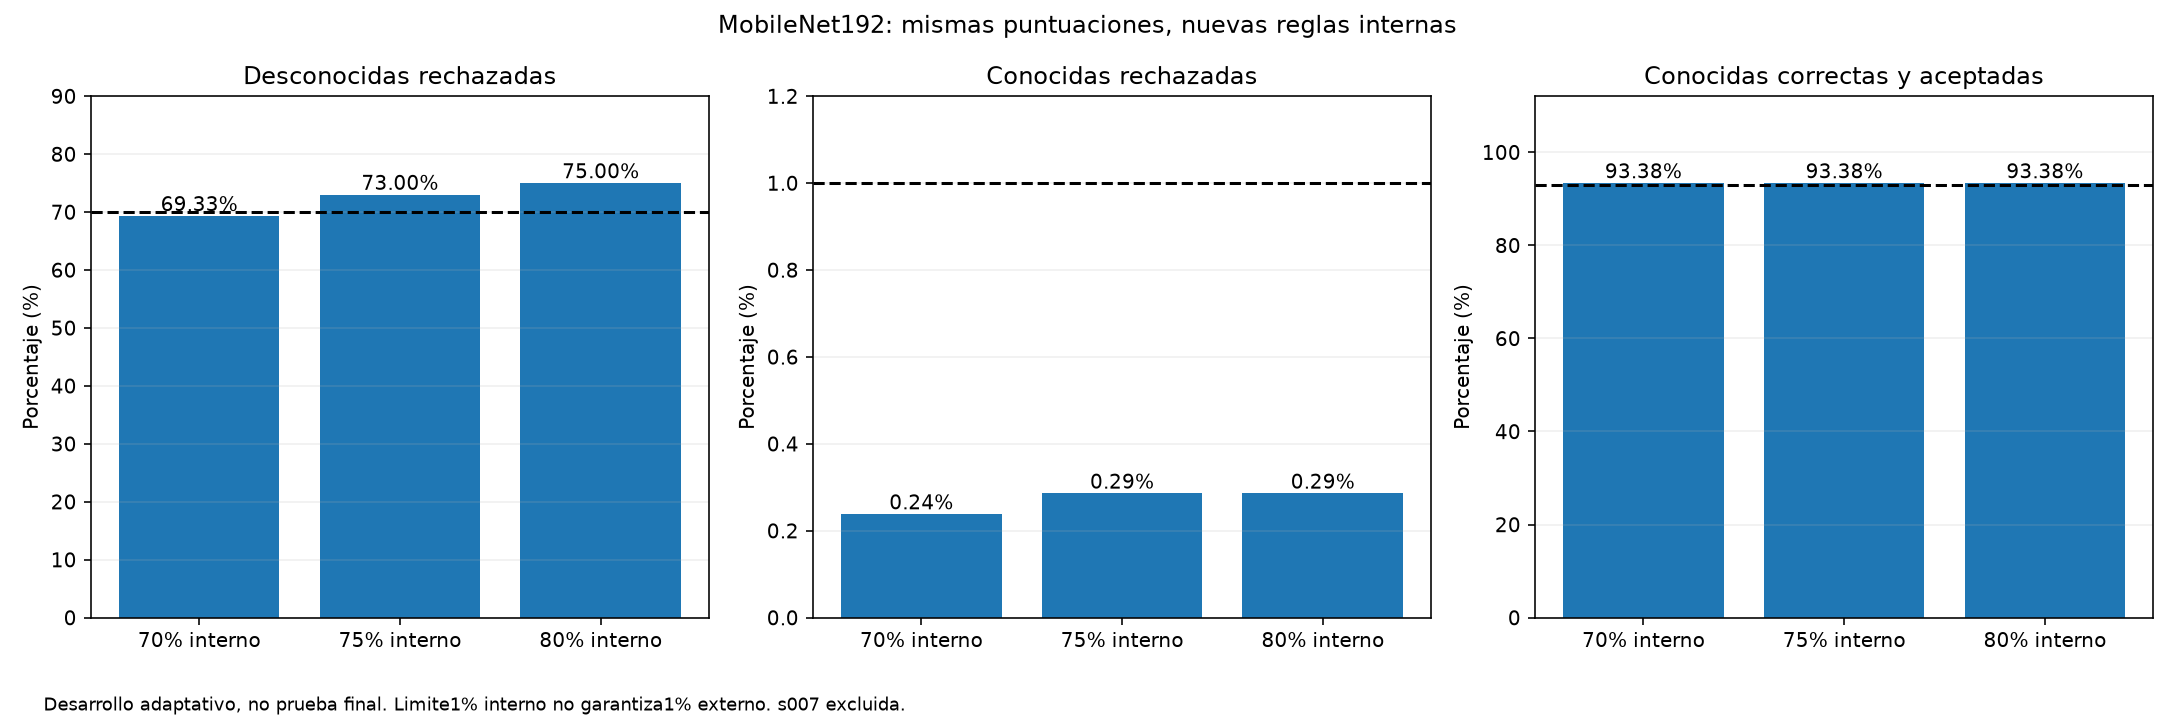 MobileNet192: mismas puntuaciones, nuevas reglas internas
Desconocidas rechazadas
Porcentaje (%)
90
80
70
60
50
40
30
20
10
0
69.33%
73.00%
75.00%
70% interno
75% interno
80% interno
Conocidas rechazadas
Porcentaje (%)
1.2
1.0
0.8
0.6
0.4
0.2
0.0
0.24%
0.29%
0.29%
70% interno
75% interno
80% interno
Conocidas correctas y aceptadas
Porcentaje (%)
100
80
60
40
20
0
93.38%
93.38%
93.38%
70% interno
75% interno
80% interno
Desarrollo adaptativo, no prueba final. Limite1% interno no garantiza1% externo. s007 excluida.